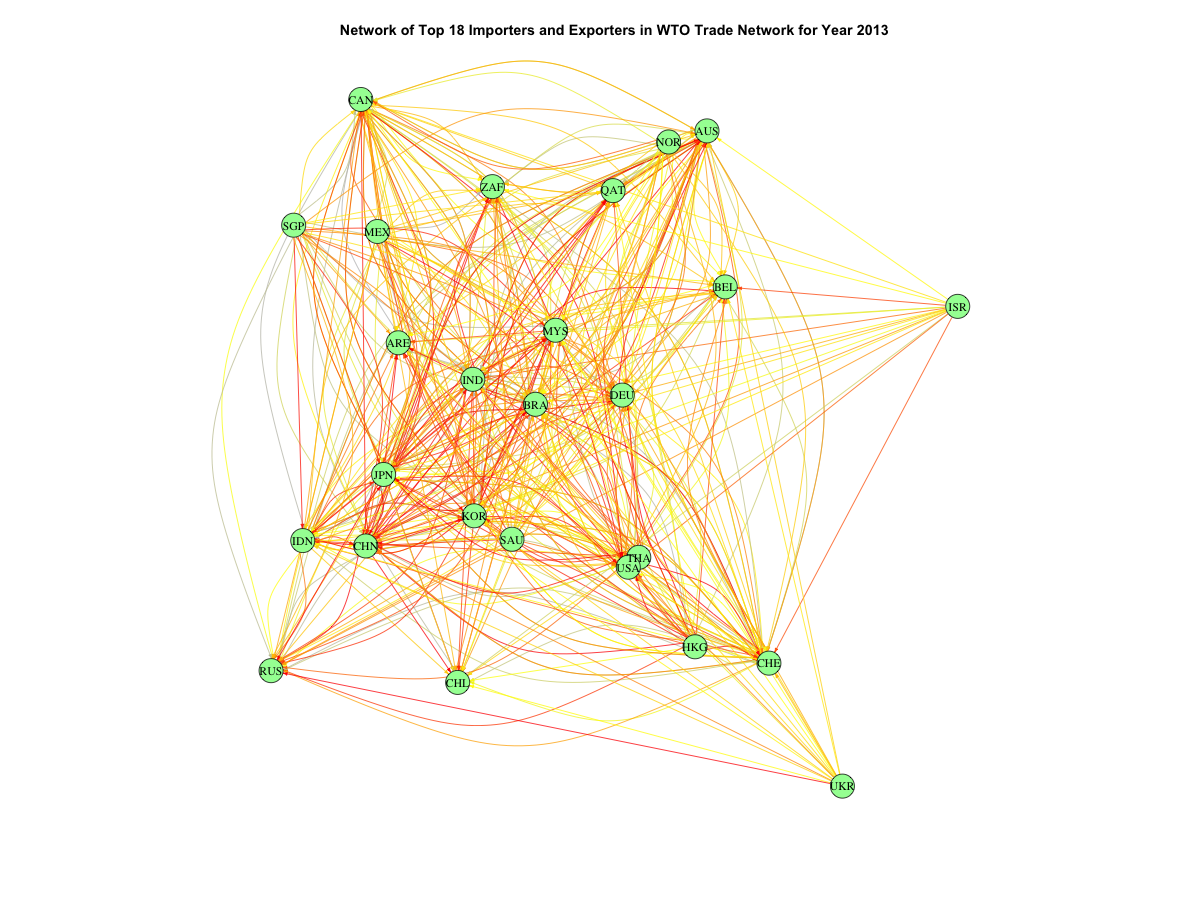 Network of Top 18 Importers and Exporters in WTO Trade Network for Year 2013
CAN
AUS
NOR
ZAF
QAT
SGP
MEX
BEL
ISR
MYS
ARE
IND
DEU
BRA
JPN
KOR
SAU
IDN
CHN
THA
USA
HKG
CHE
RUS
CHL
UKR